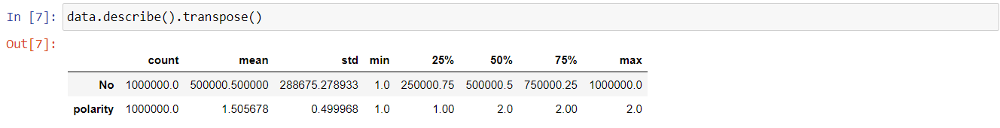 In [7]: data.describe().transpose()
Out[7]:
count mean std min 25% 50% 75% max
No 1000000.0 500000.500000 288675.278933 1.0 250000.75 500000.5 750000.25 1000000.0
polarity 1000000.0 1.505678 0.499968 1.0 1.00 2.0 2.00 2.0